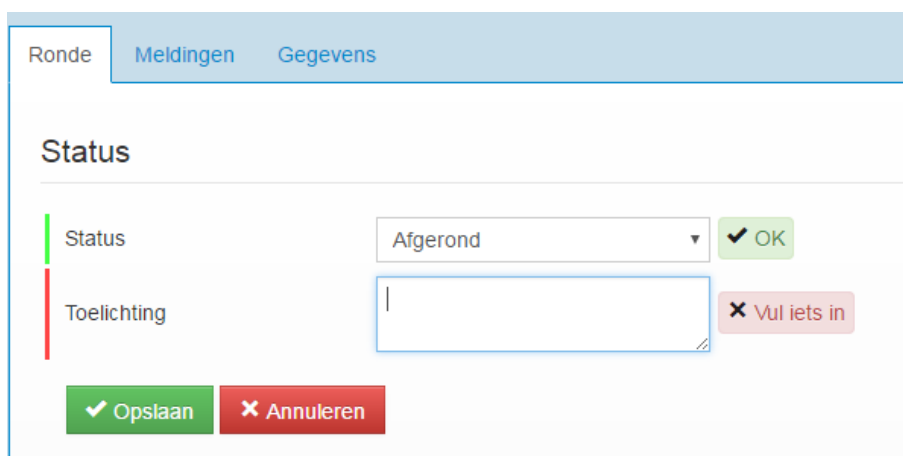 Ronde Meldingen Gegevens
Status
Status Afgerond OK
Toelichting Vul iets in
Opslaan Annuleren